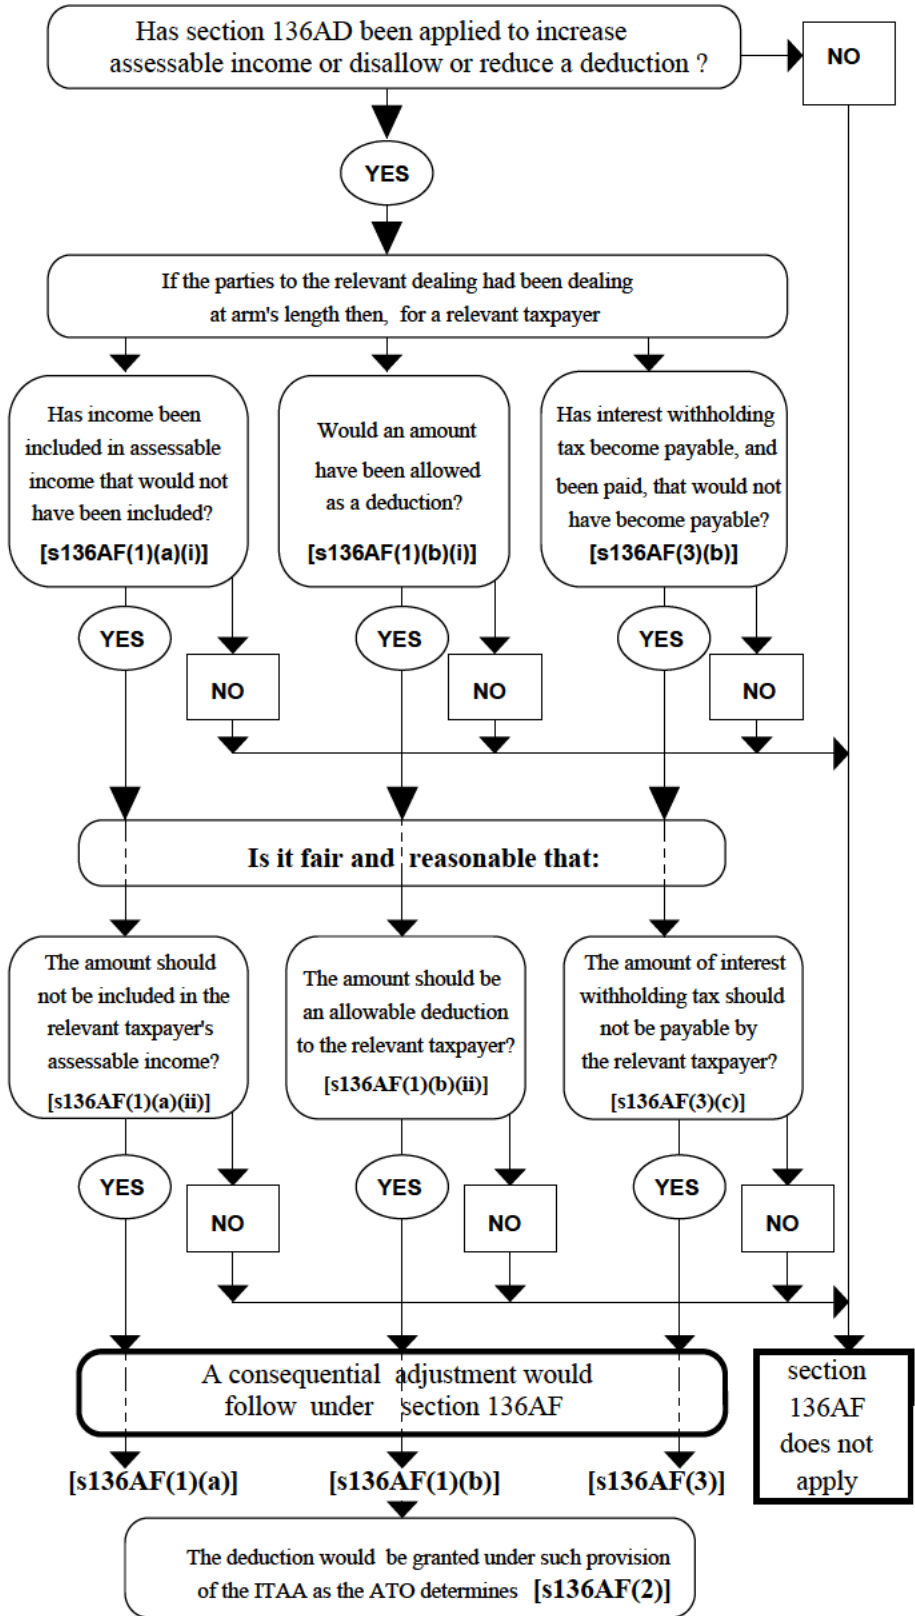 Has section 136AD been applied to increase
assessable income or disallow or reduce a deduction ?
NO
YES
If the parties to the relevant dealing had been dealing
at arm's length then, for a relevant taxpayer
Has income been
included in assessable
income that would not
have been included?
[s136AF(1)(a)(i)]
Would an amount
have been allowed
as a deduction?
[s136AF(1)(b)(i)]
Has interest withholding
tax become payable, and
been paid, that would not
have become payable?
[s136AF(3)(b)]
YES
NO
YES
NO
YES
NO
Is it fair and reasonable that:
The amount should
not be included in the
relevant taxpayer's
assessable income?
[s136AF(1)(a)(ii)]
The amount should be
an allowable deduction
to the relevant taxpayer?
[s136AF(1)(b)(ii)]
The amount of interest
withholding tax should
not be payable by
the relevant taxpayer?
[s136AF(3)(c)]
YES
NO
YES
NO
YES
NO
A consequential adjustment would
follow under section 136AF
section
136AF
does not
apply
[s136AF(1)(a)]
[s136AF(1)(b)]
[s136AF(3)]
The deduction would be granted under such provision
of the ITAA as the ATO determines [s136AF(2)]